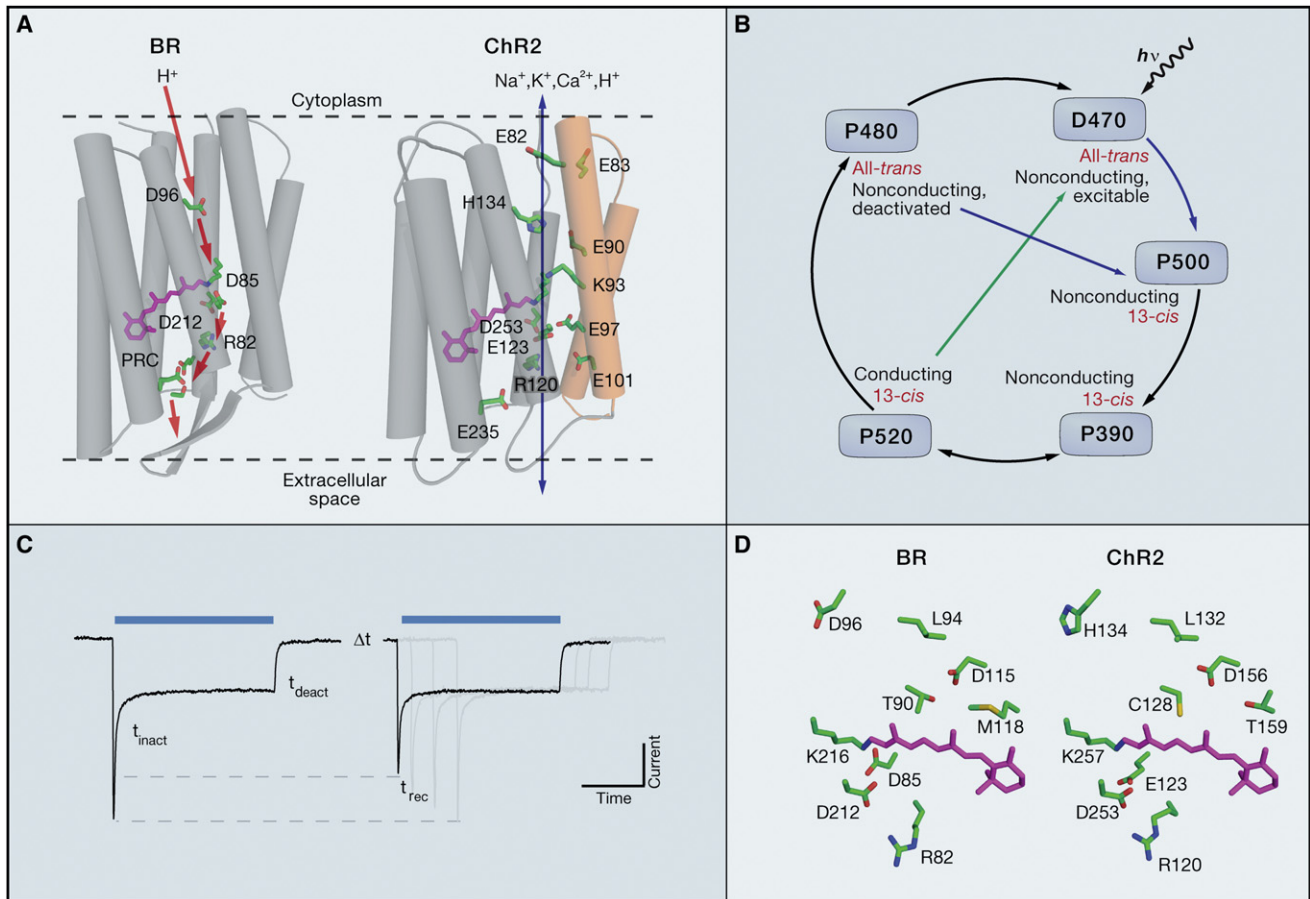 A
BR
ChR2
H⁺
Na⁺,K⁺,Ca²⁺,H⁺
Cytoplasm
E82
E83
D96
H134
E90
D85
K93
D212
D253
E97
R82
E123
PRC
R120
E101
E235
Extracellular
space
B
hν
P480
D470
All-trans
All-trans
Nonconducting,
deactivated
Nonconducting,
excitable
P500
Nonconducting
13-cis
Conducting
13-cis
Nonconducting
13-cis
P520
P390
C
Δt
t_deact
t_inact
t_rec
Current
Time
D
BR
ChR2
D96
L94
H134
L132
D115
D156
T90
C128
M118
T159
K216
K257
D85
E123
D212
D253
R82
R120